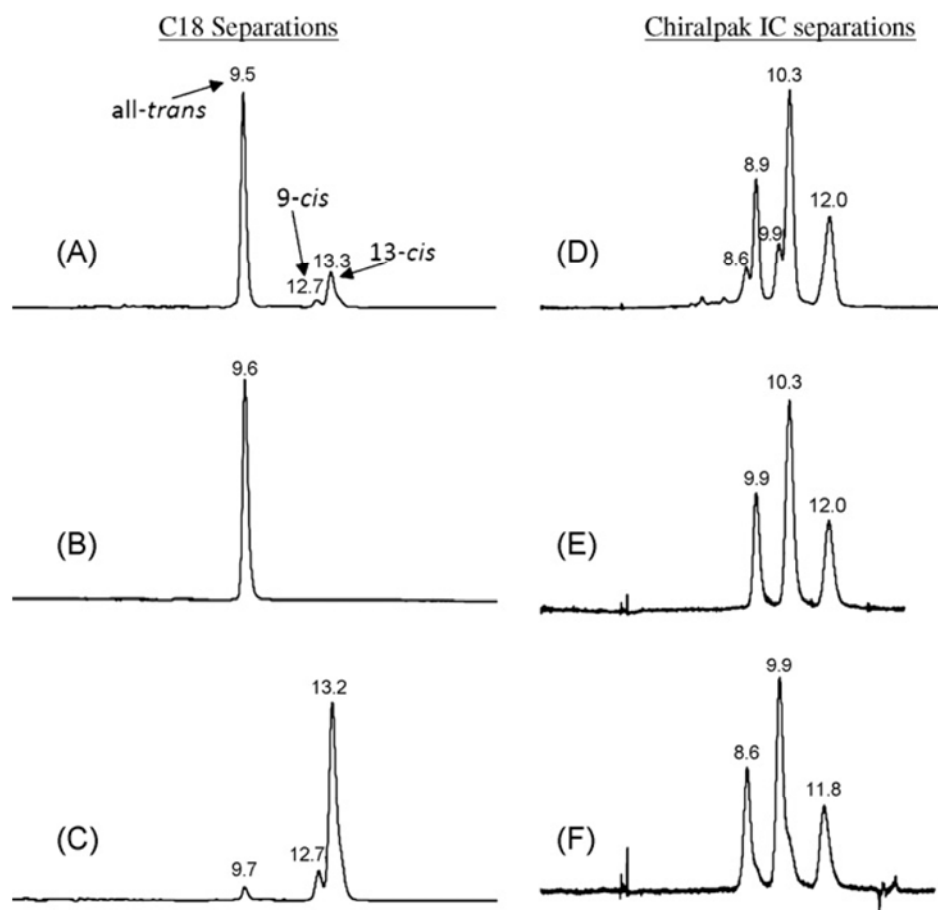 C18 Separations
Chiralpak IC separations
9.5
all-trans
9-cis
13.3
13-cis
12.7
(A)
10.3
8.9
12.0
9.9
8.6
(D)
9.6
(B)
10.3
9.9
12.0
(E)
13.2
12.7
9.7
(C)
9.9
8.6
11.8
(F)